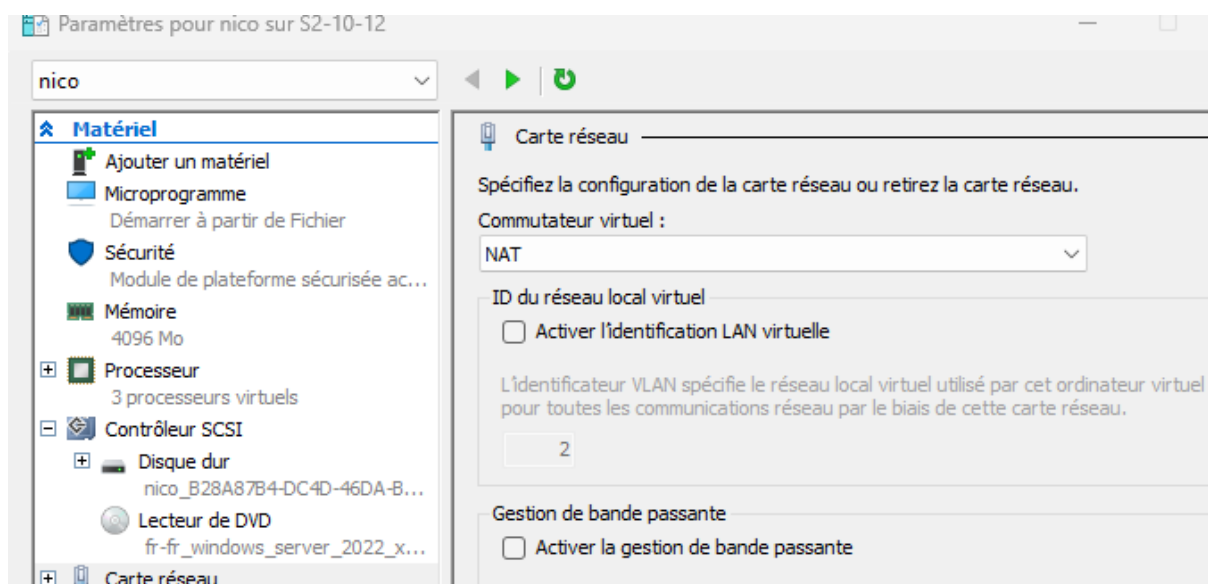 Paramètres pour nico sur S2-10-12
nico
Matériel
Ajouter un matériel
Microprogramme
Démarrer à partir de Fichier
Sécurité
Module de plateforme sécurisée ac...
Mémoire
4096 Mo
Processeur
3 processeurs virtuels
Contrôleur SCSI
Disque dur
nico_B28A87B4-DC4D-46DA-B...
Lecteur de DVD
fr-fr_windows_server_2022_x...
Carte réseau
Carte réseau
Spécifiez la configuration de la carte réseau ou retirez la carte réseau.
Commutateur virtuel :
NAT
ID du réseau local virtuel
Activer l'identification LAN virtuelle
L'identificateur VLAN spécifie le réseau local virtuel utilisé par cet ordinateur virtuel
pour toutes les communications réseau par le biais de cette carte réseau.
2
Gestion de bande passante
Activer la gestion de bande passante